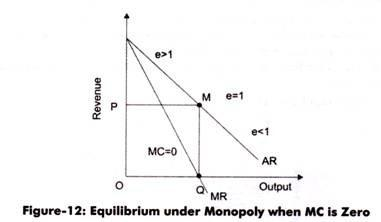 e>1
M
e=1
P
Revenue
e<1
MC=0
AR
O
Q
Output
MR
Figure-12: Equilibrium under Monopoly when MC is Zero